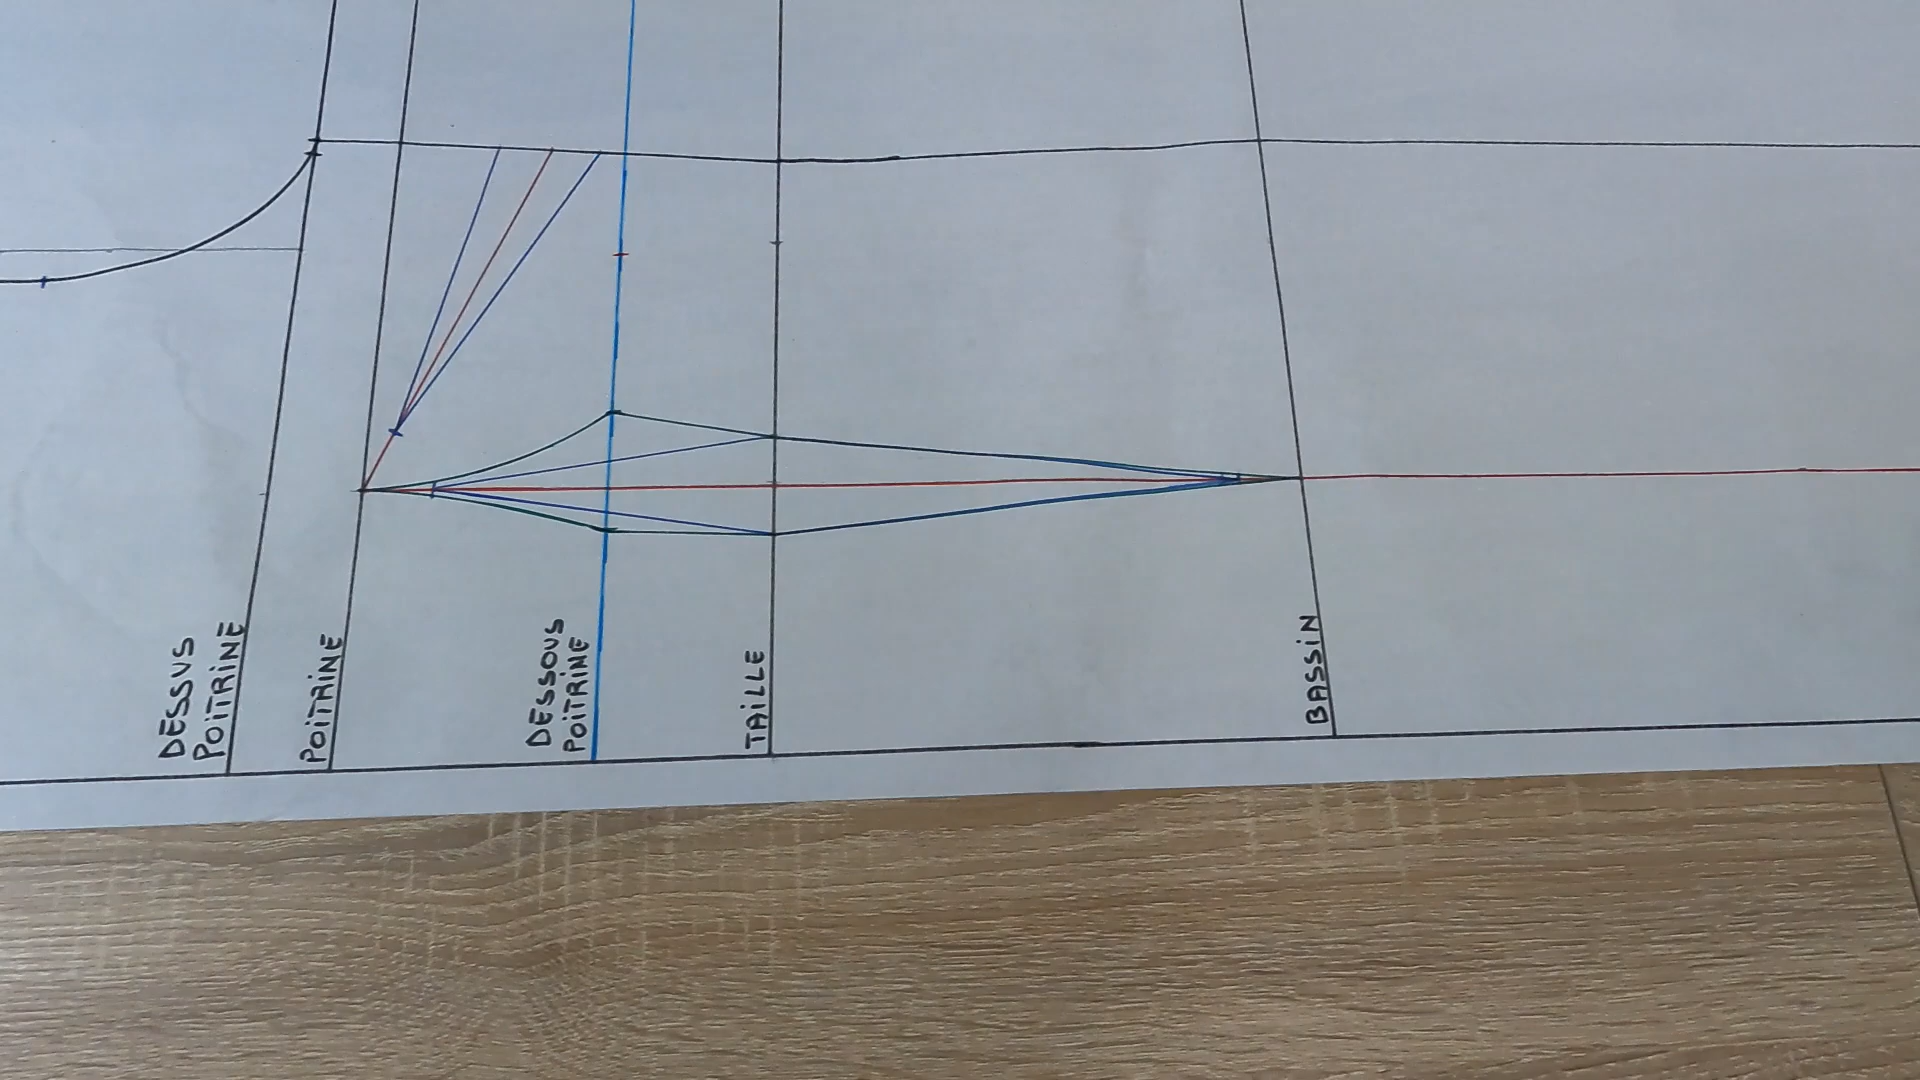 DESSUS
POITRINE
POITRINE
DESSOUS
POITRINE
TAILLE
BASSIN